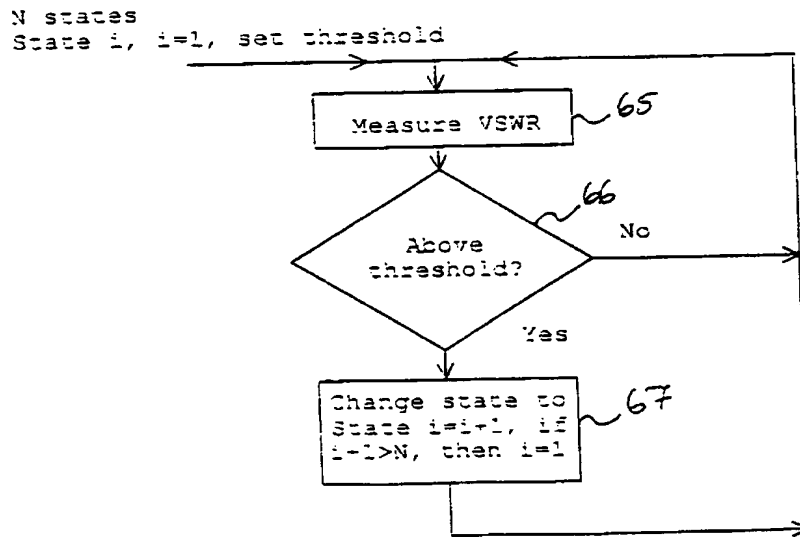 N states
State i, i=1, set threshold
Measure VSWR
65
66
Above
threshold?
No
Yes
Change state to
State i=i+1, if
i+1>N, then i=1
67